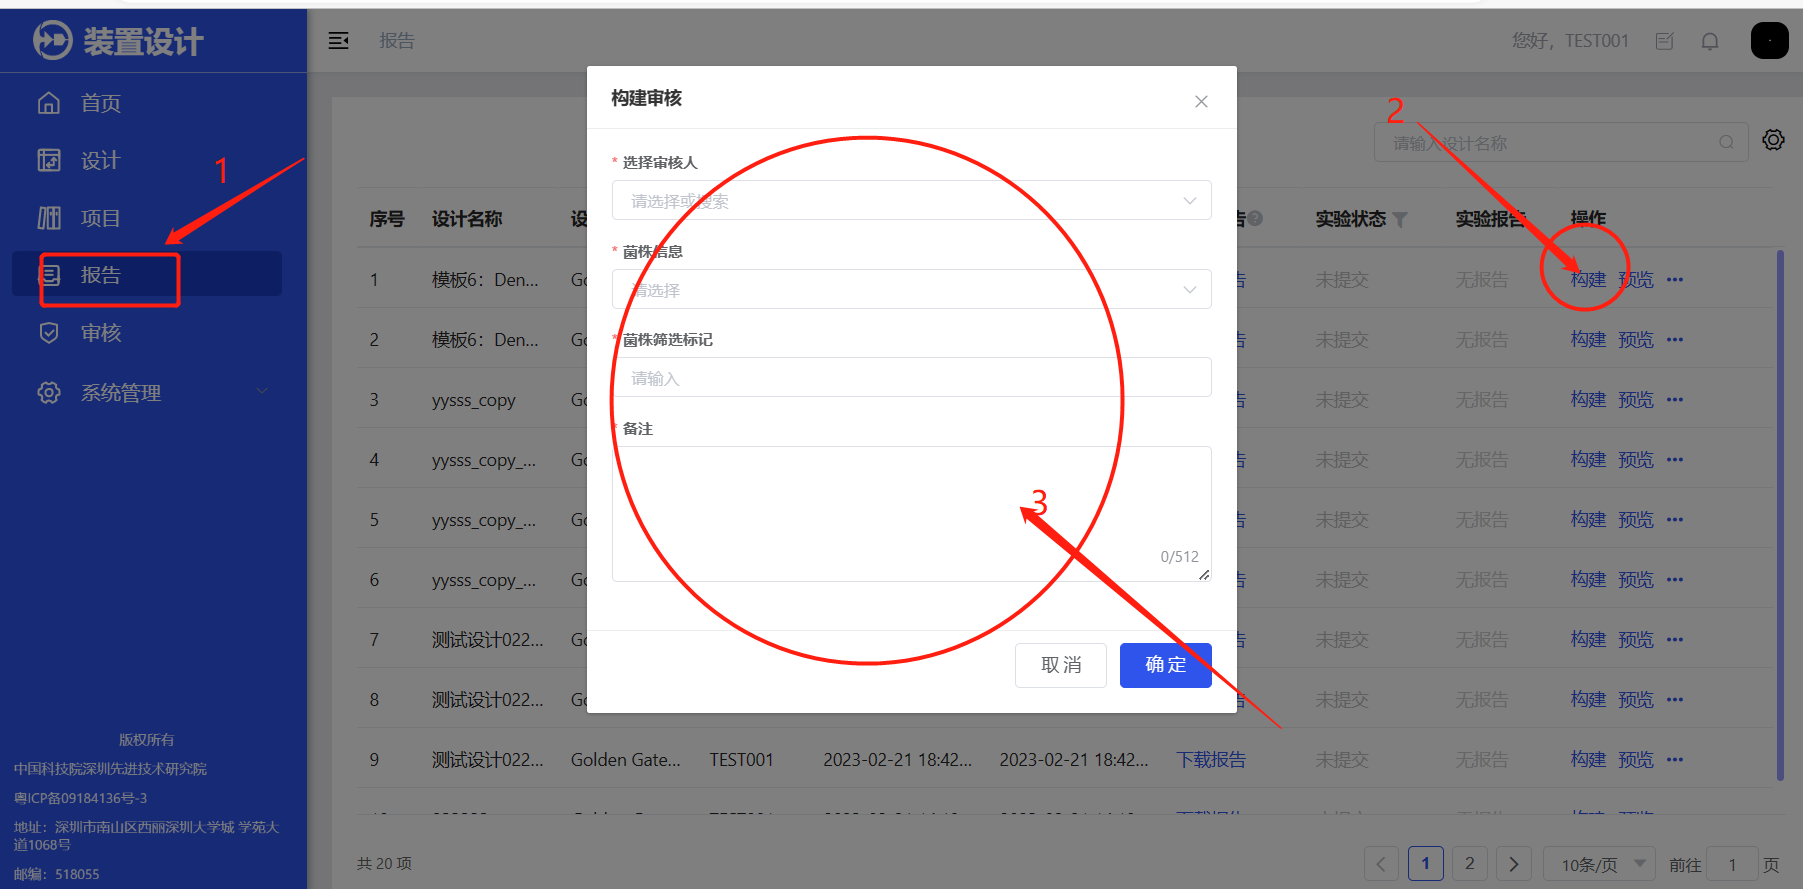 装置设计
报告
您好，TEST001
首页
设计
项目
报告
审核
系统管理
版权所有
中国科技院深圳先进技术研究院
粤ICP备09184136号-3
地址：深圳市南山区西丽深圳大学城 学苑大
道1068号
邮编：518055
1
2
3
构建审核
* 选择审核人
请选择或搜索
* 菌株信息
请选择
* 菌株筛选标记
请输入
* 备注
0/512
取消
确定
请输入设计名称
序号 设计名称 设 告 实验状态 实验报告 操作
1 模板6：Den... Go 告 未提交 无报告 构建 预览 •••
2 模板6：Den... Go 告 未提交 无报告 构建 预览 •••
3 yysss_copy Go 告 未提交 无报告 构建 预览 •••
4 yysss_copy_... Go 告 未提交 无报告 构建 预览 •••
5 yysss_copy_... Go 告 未提交 无报告 构建 预览 •••
6 yysss_copy_... Go 告 未提交 无报告 构建 预览 •••
7 测试设计022... Go 告 未提交 无报告 构建 预览 •••
8 测试设计022... Go 告 未提交 无报告 构建 预览 •••
9 测试设计022... Golden Gate... TEST001 2023-02-21 18:42... 2023-02-21 18:42... 下载报告 未提交 无报告 构建 预览 •••
共 20 项
1 2 10条/页 前往 1 页